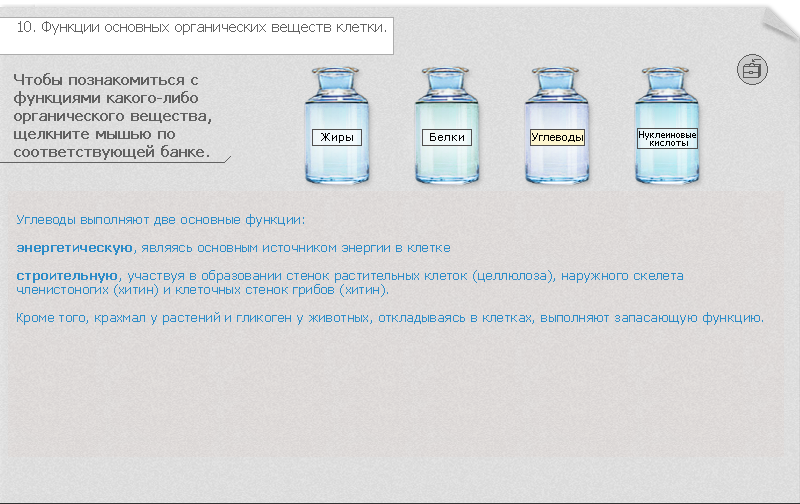 10. Функции основных органических веществ клетки.
Чтобы познакомиться с
функциями какого-либо
органического вещества,
щелкните мышью по
соответствующей банке.
Жиры
Белки
Углеводы
Нуклеиновые
кислоты
Углеводы выполняют две основные функции:
энергетическую, являясь основным источником энергии в клетке
строительную, участвуя в образовании стенок растительных клеток (целлюлоза), наружного скелета
членистоногих (хитин) и клеточных стенок грибов (хитин).
Кроме того, крахмал у растений и гликоген у животных, откладываясь в клетках, выполняют запасающую функцию.